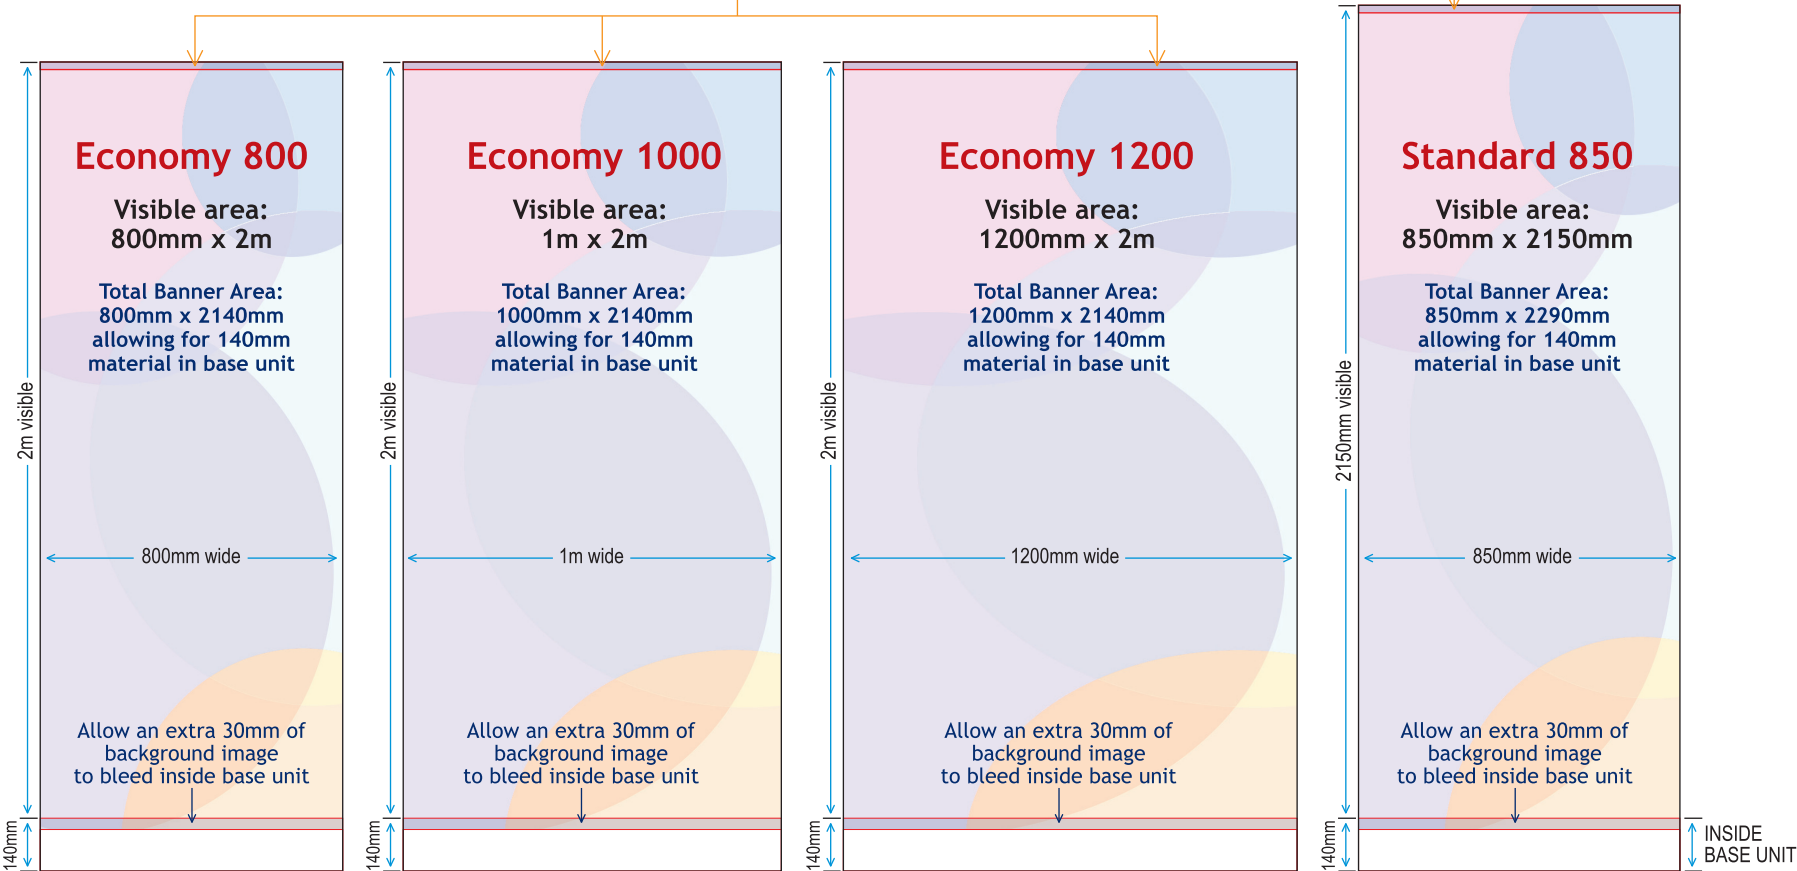 Economy 800
Visible area:
800mm x 2m
Total Banner Area:
800mm x 2140mm
allowing for 140mm
material in base unit
2m visible
800mm wide
Allow an extra 30mm of
background image
to bleed inside base unit
140mm
Economy 1000
Visible area:
1m x 2m
Total Banner Area:
1000mm x 2140mm
allowing for 140mm
material in base unit
2m visible
1m wide
Allow an extra 30mm of
background image
to bleed inside base unit
140mm
Economy 1200
Visible area:
1200mm x 2m
Total Banner Area:
1200mm x 2140mm
allowing for 140mm
material in base unit
2m visible
1200mm wide
Allow an extra 30mm of
background image
to bleed inside base unit
140mm
Standard 850
Visible area:
850mm x 2150mm
Total Banner Area:
850mm x 2290mm
allowing for 140mm
material in base unit
2150mm visible
850mm wide
Allow an extra 30mm of
background image
to bleed inside base unit
140mm
INSIDE
BASE UNIT